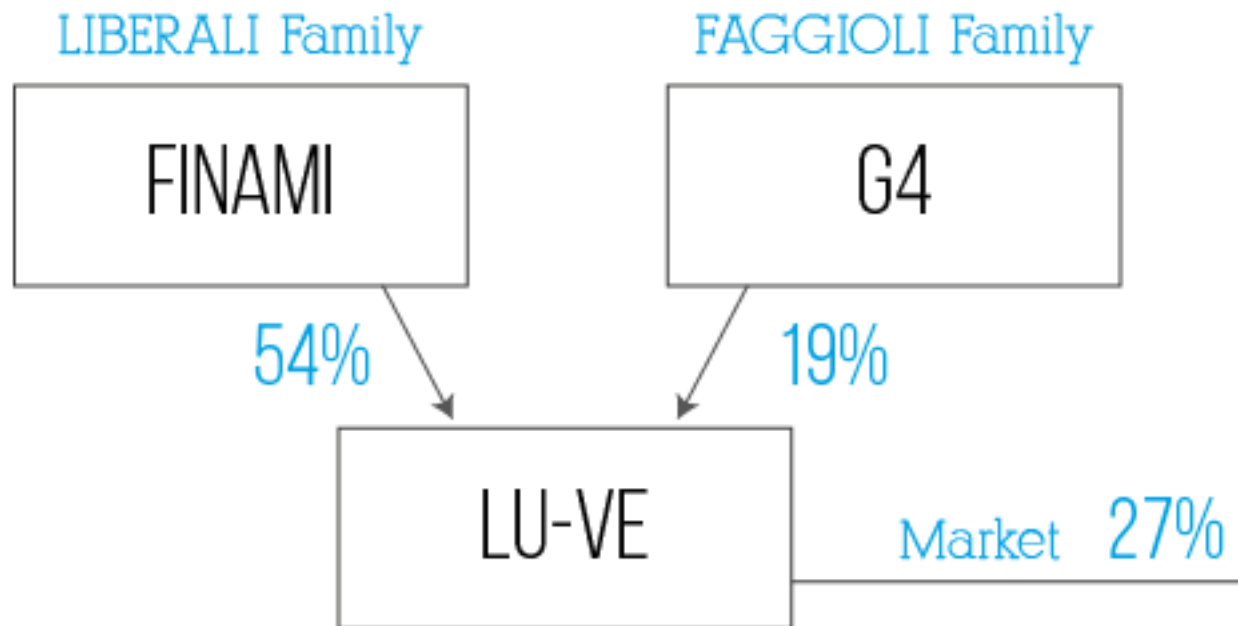 LIBERALI Family
FAGGIOLI Family
FINAMI
G4
54%
19%
LU-VE
Market 27%